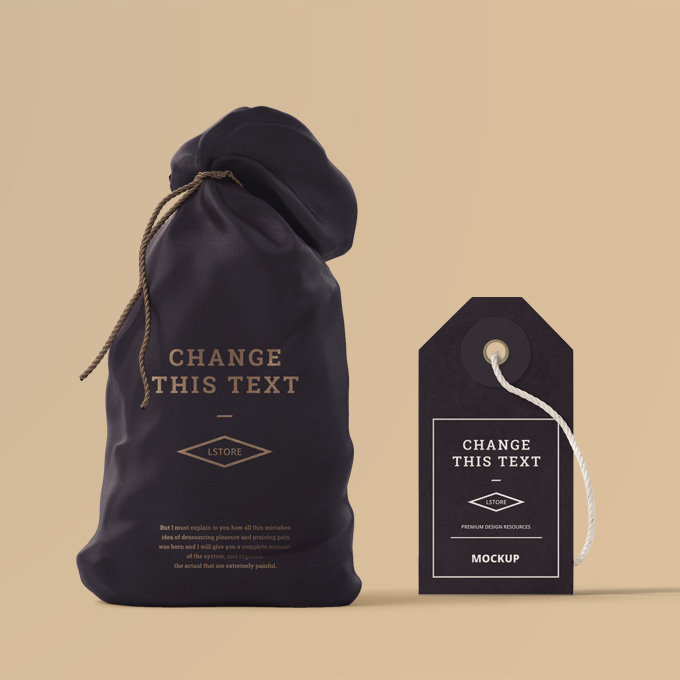 CHANGE
THIS TEXT
LSTORE
But I must explain to you how all this mistaken
idea of denouncing pleasure and praising pain
was born and I will give you a complete account
of the system, and
the actual that are extremely painful.
CHANGE
THIS TEXT
LSTORE
PREMIUM DESIGN RESOURCES
MOCKUP